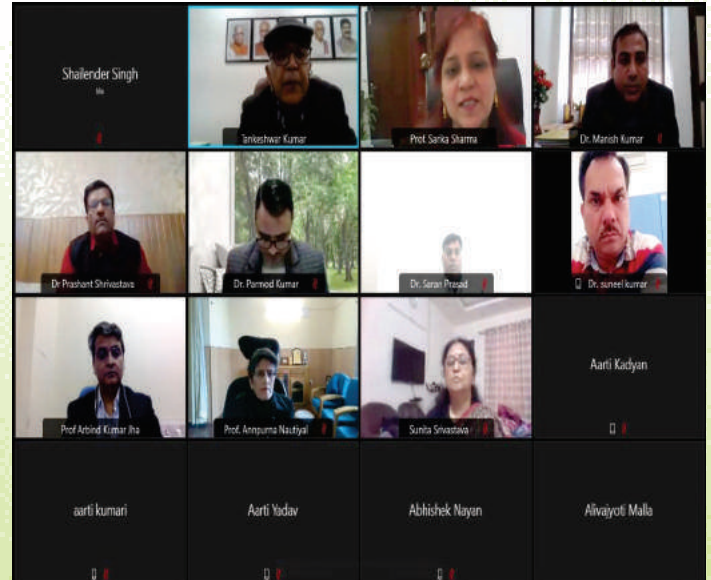 Shailender Singh
Tankeshwar Kumar
Prof. Sarika Sharma
Dr. Manish Kumar
Dr Prashant Shrivastava
Dr. Parmod Kumar
Dr. Saran Prasad
Dr. suneel kumar
Prof Arbind Kumar Jha
Prof. Annpurna Nautiyal
Sunita Srivastava
Aarti Kadyan
aarti kumari
Aarti Yadav
Abhishek Nayan
Alivajyoti Malla